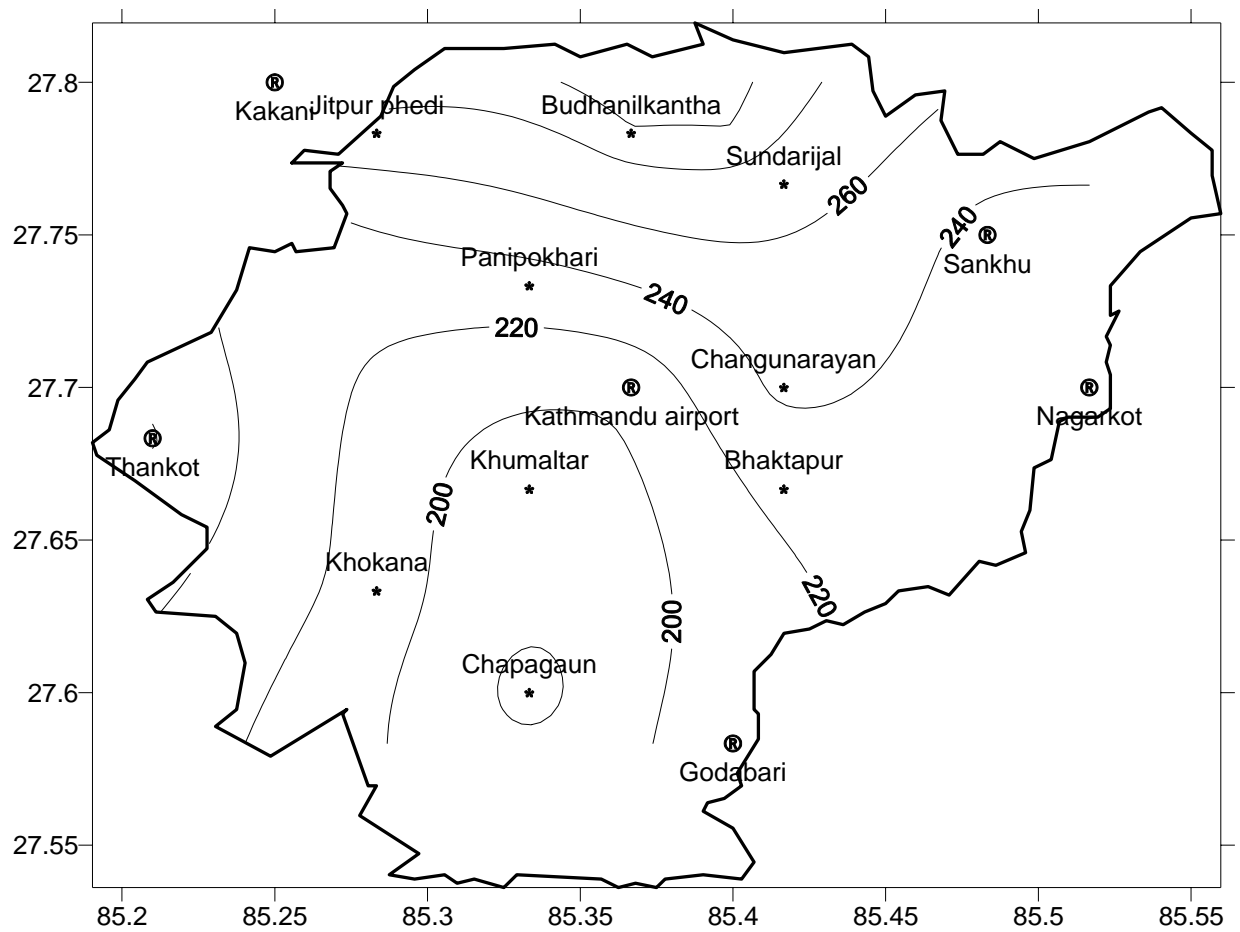 27.8
Kakani
Jitpur phedi
Budhanilkantha
Sundarijal
260
240
27.75
Sankhu
Panipokhari
240
220
Changunarayan
27.7
Kathmandu airport
Nagarkot
Thankot
Khumaltar
Bhaktapur
200
27.65
Khokana
220
200
Chapagaun
27.6
Godabari
27.55
85.2 85.25 85.3 85.35 85.4 85.45 85.5 85.55